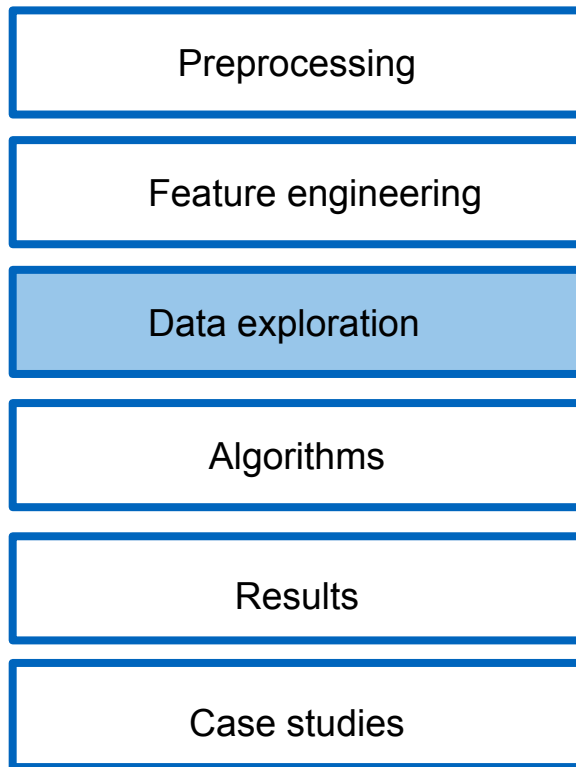 Preprocessing
Feature engineering
Data exploration
Algorithms
Results
Case studies